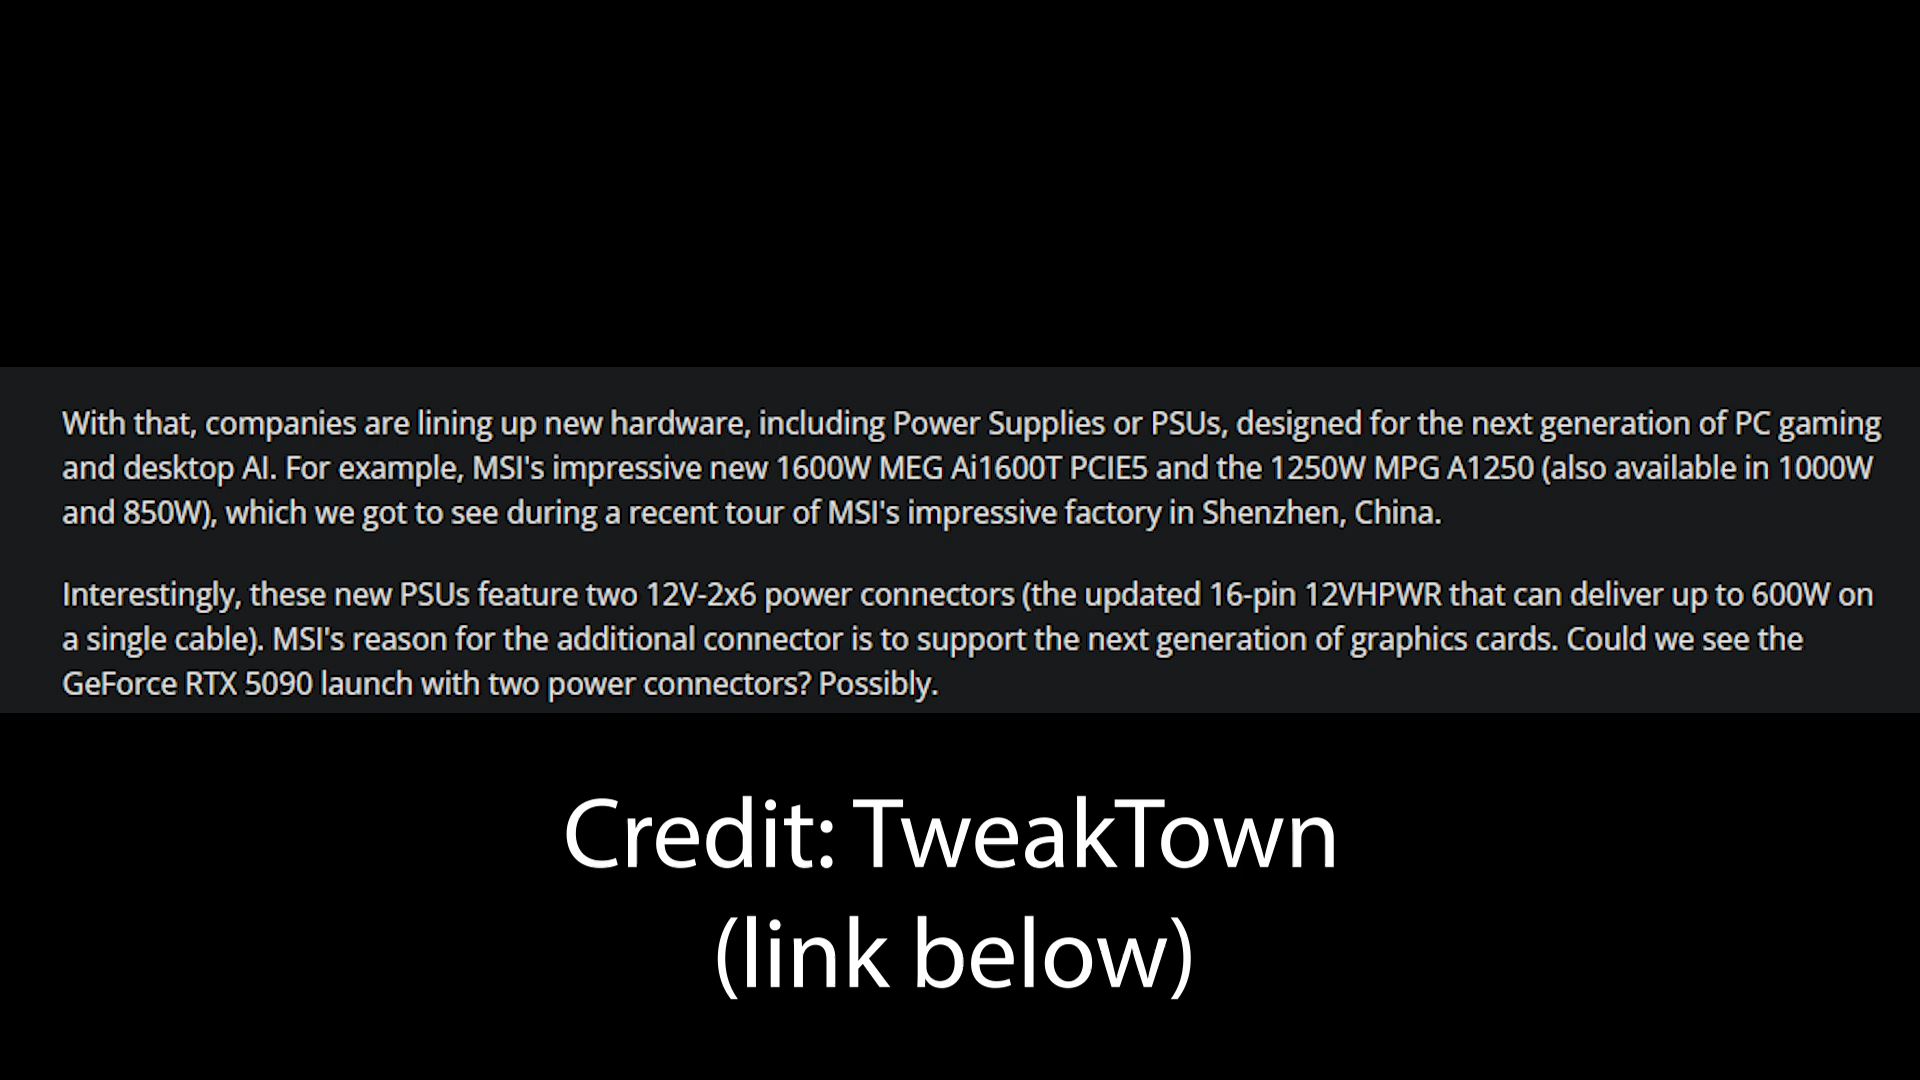 With that, companies are lining up new hardware, including Power Supplies or PSUs, designed for the next generation of PC gaming
and desktop AI. For example, MSI's impressive new 1600W MEG Ai1600T PCIE5 and the 1250W MPG A1250 (also available in 1000W
and 850W), which we got to see during a recent tour of MSI's impressive factory in Shenzhen, China.
Interestingly, these new PSUs feature two 12V-2x6 power connectors (the updated 16-pin 12VHPWR that can deliver up to 600W on
a single cable). MSI's reason for the additional connector is to support the next generation of graphics cards. Could we see the
GeForce RTX 5090 launch with two power connectors? Possibly.
Credit: TweakTown
(link below)